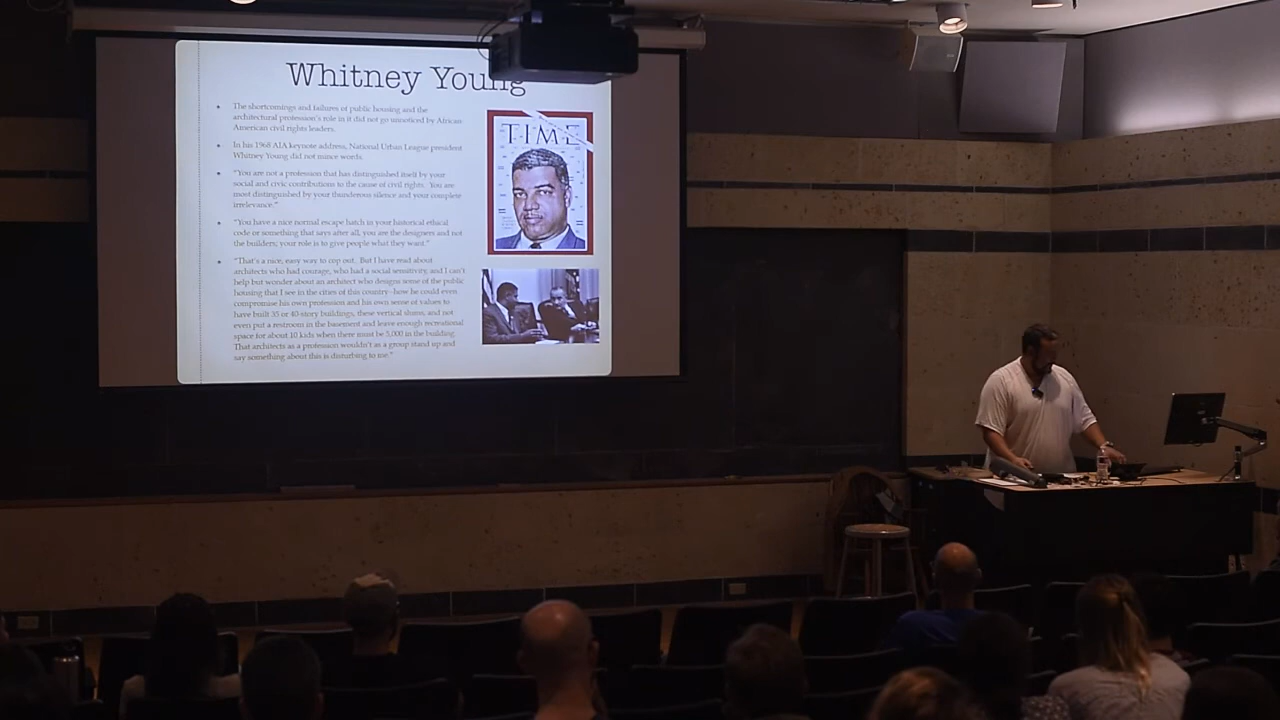 Whitney Young
The shortcomings and failures of public housing and the
architectural profession's role in it did not go unnoticed by African
American civil rights leaders.
In his 1968 AIA keynote address, National Urban League president
Whitney Young did not mince words.
"You are not a profession that has distinguished itself by your
social and civic contributions to the cause of civil rights. You are
most distinguished by your thunderous silence and your complete
irrelevance."
"You have a nice normal escape hatch in your historical ethical
code or something that says after all, you are the designers and not
the builders; your role is to give people what they want."
"That's a nice, easy way to cop out. But I have read about
architects who had courage, who had a social sensitivity, and I can't
help but wonder about an architect who designs some of the public
housing that I see in the cities of this country--how he could even
compromise his own profession and his own sense of values to
have built 35 or 40-story buildings, these vertical slums, and not
even put a restroom in the basement and leave enough recreational
space for about 10 kids when there must be 5,000 in the building.
That architects as a profession wouldn't as a group stand up and
say something about this is disturbing to me."
TIME